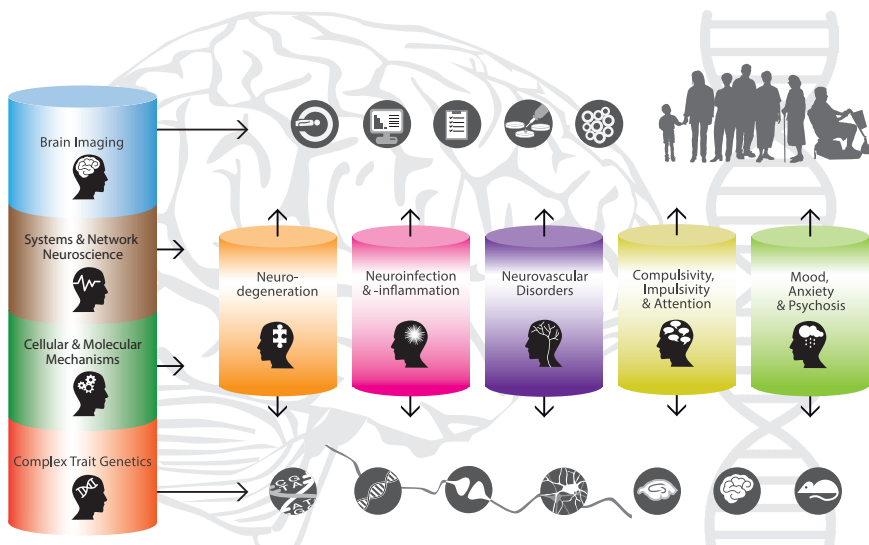 Brain Imaging
Systems & Network
Neuroscience
Cellular & Molecular
Mechanisms
Complex Trait Genetics
Neuro-
degeneration
Neuroinfection
& -inflammation
Neurovascular
Disorders
Compulsivity,
Impulsivity
& Attention
Mood,
Anxiety
& Psychosis